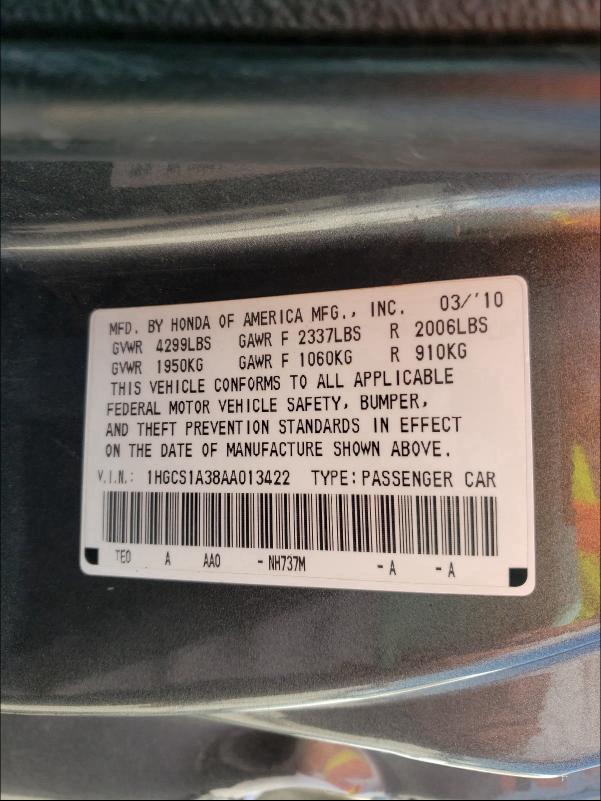 MFD. BY HONDA OF AMERICA MFG., INC. 03/'10
GVWR 4299LBS GAWR F 2337LBS R 2006LBS
GVWR 1950KG GAWR F 1060KG R 910KG
THIS VEHICLE CONFORMS TO ALL APPLICABLE
FEDERAL MOTOR VEHICLE SAFETY, BUMPER,
AND THEFT PREVENTION STANDARDS IN EFFECT
ON THE DATE OF MANUFACTURE SHOWN ABOVE.
V.I.N.: 1HGCS1A38AA013422 TYPE: PASSENGER CAR
TE0 A AA0 - NH737M - A - A